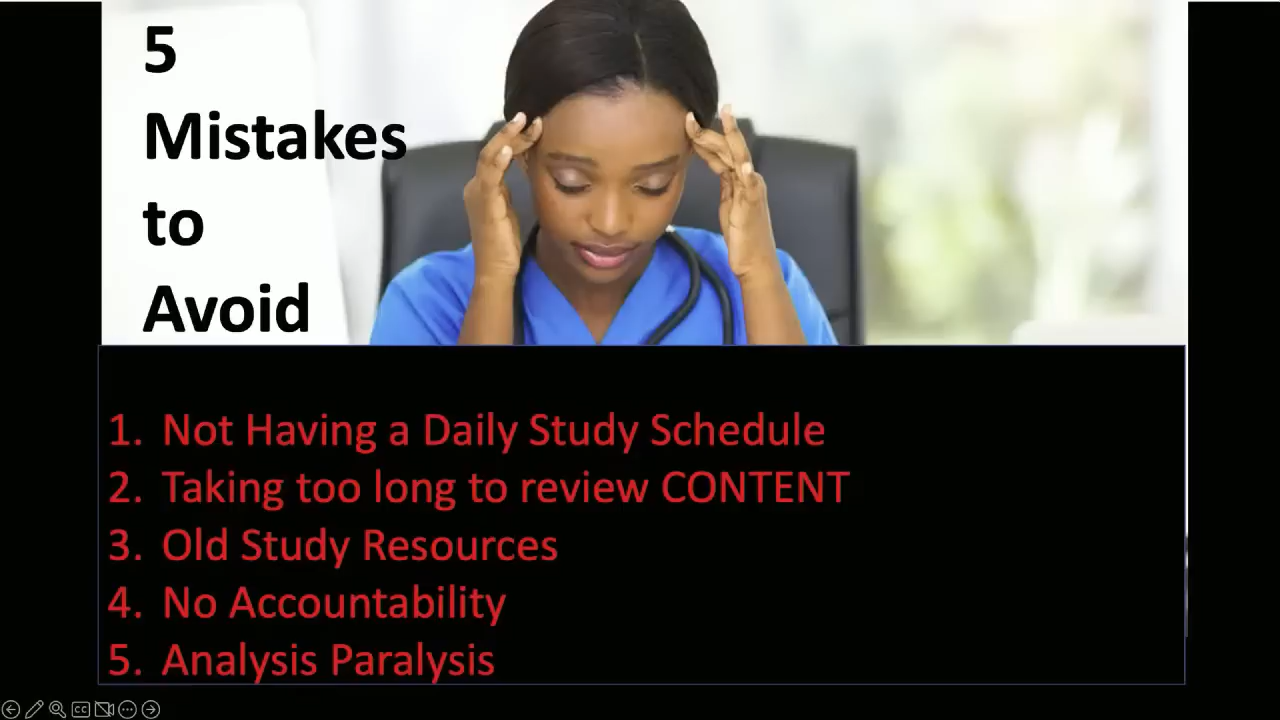 5
Mistakes
to
Avoid
1. Not Having a Daily Study Schedule
2. Taking too long to review CONTENT
3. Old Study Resources
4. No Accountability
5. Analysis Paralysis
CC